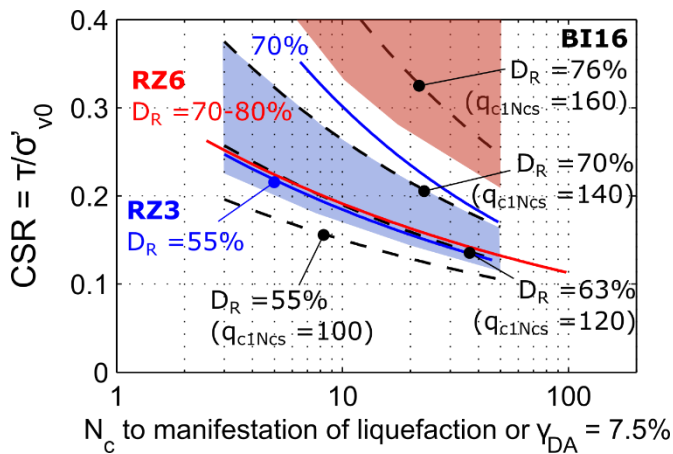 0.4
0.3
0.2
0.1
0
CSR = τ/σ'v0
70%
BI16
RZ6
DR = 70-80%
DR =76%
(qc1Ncs =160)
DR =70%
(qc1Ncs =140)
RZ3
DR =55%
DR =55%
(qc1Ncs =100)
DR =63%
(qc1Ncs =120)
1
10
100
Nc to manifestation of liquefaction or γDA = 7.5%